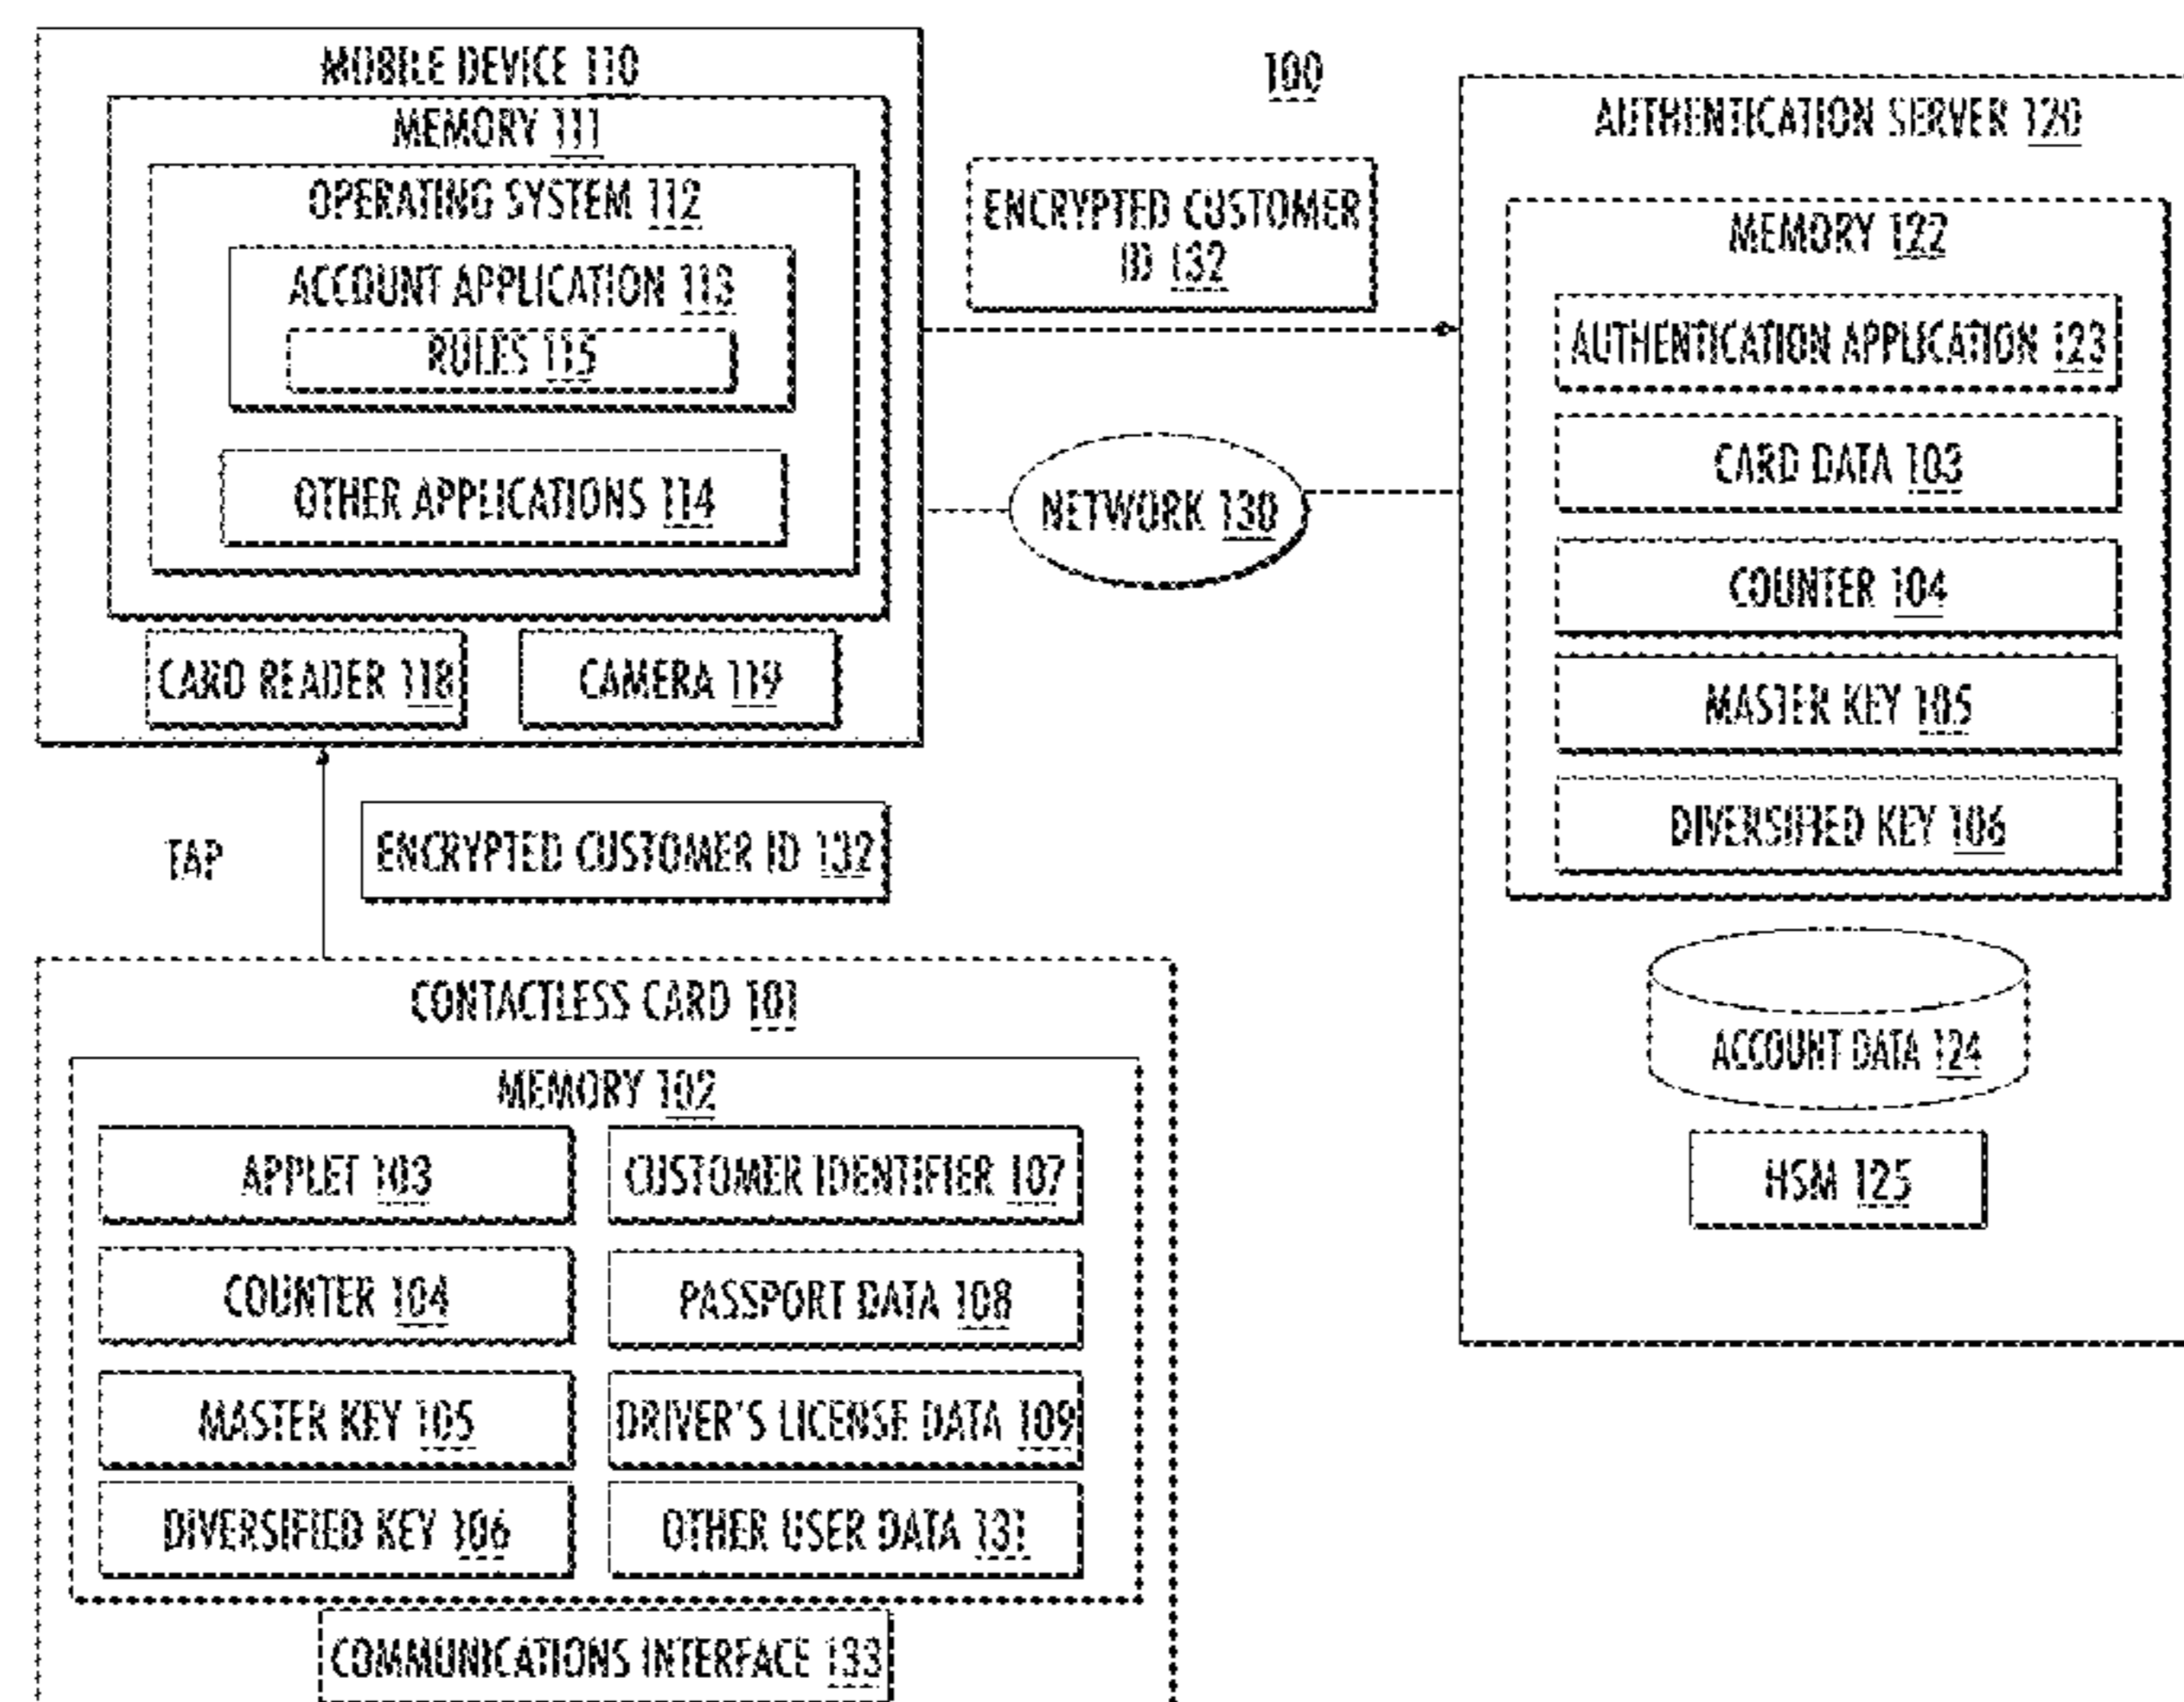 MOBILE DEVICE 110
MEMORY 111
OPERATING SYSTEM 112
ACCOUNT APPLICATION 113
RULES 115
OTHER APPLICATIONS 114
CARD READER 118
CAMERA 119
100
ENCRYPTED CUSTOMER
ID 132
NETWORK 130
AUTHENTICATION SERVER 120
MEMORY 122
AUTHENTICATION APPLICATION 123
CARD DATA 103
COUNTER 104
MASTER KEY 105
DIVERSIFIED KEY 106
ACCOUNT DATA 124
HSM 125
TAP
ENCRYPTED CUSTOMER ID 132
CONTACTLESS CARD 101
MEMORY 102
APPLET 103
CUSTOMER IDENTIFIER 107
COUNTER 104
PASSPORT DATA 108
MASTER KEY 105
DRIVER'S LICENSE DATA 109
DIVERSIFIED KEY 106
OTHER USER DATA 131
COMMUNICATIONS INTERFACE 133